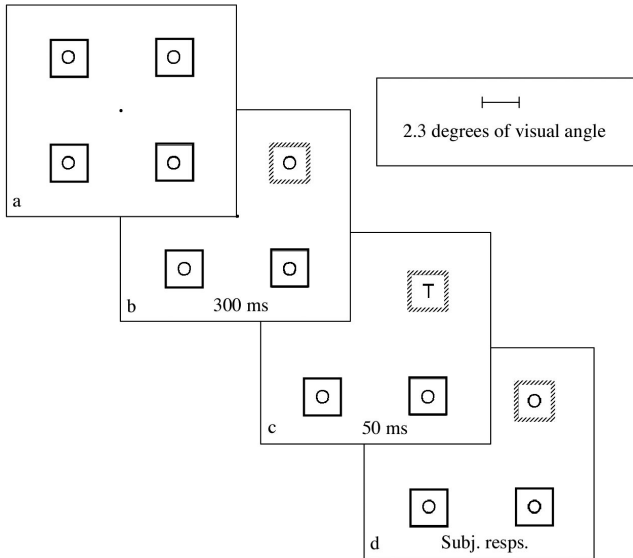 O O
O O
a
2.3 degrees of visual angle
O
O O
b 300 ms
T
O O
c 50 ms
O
O O
d Subj. resps.